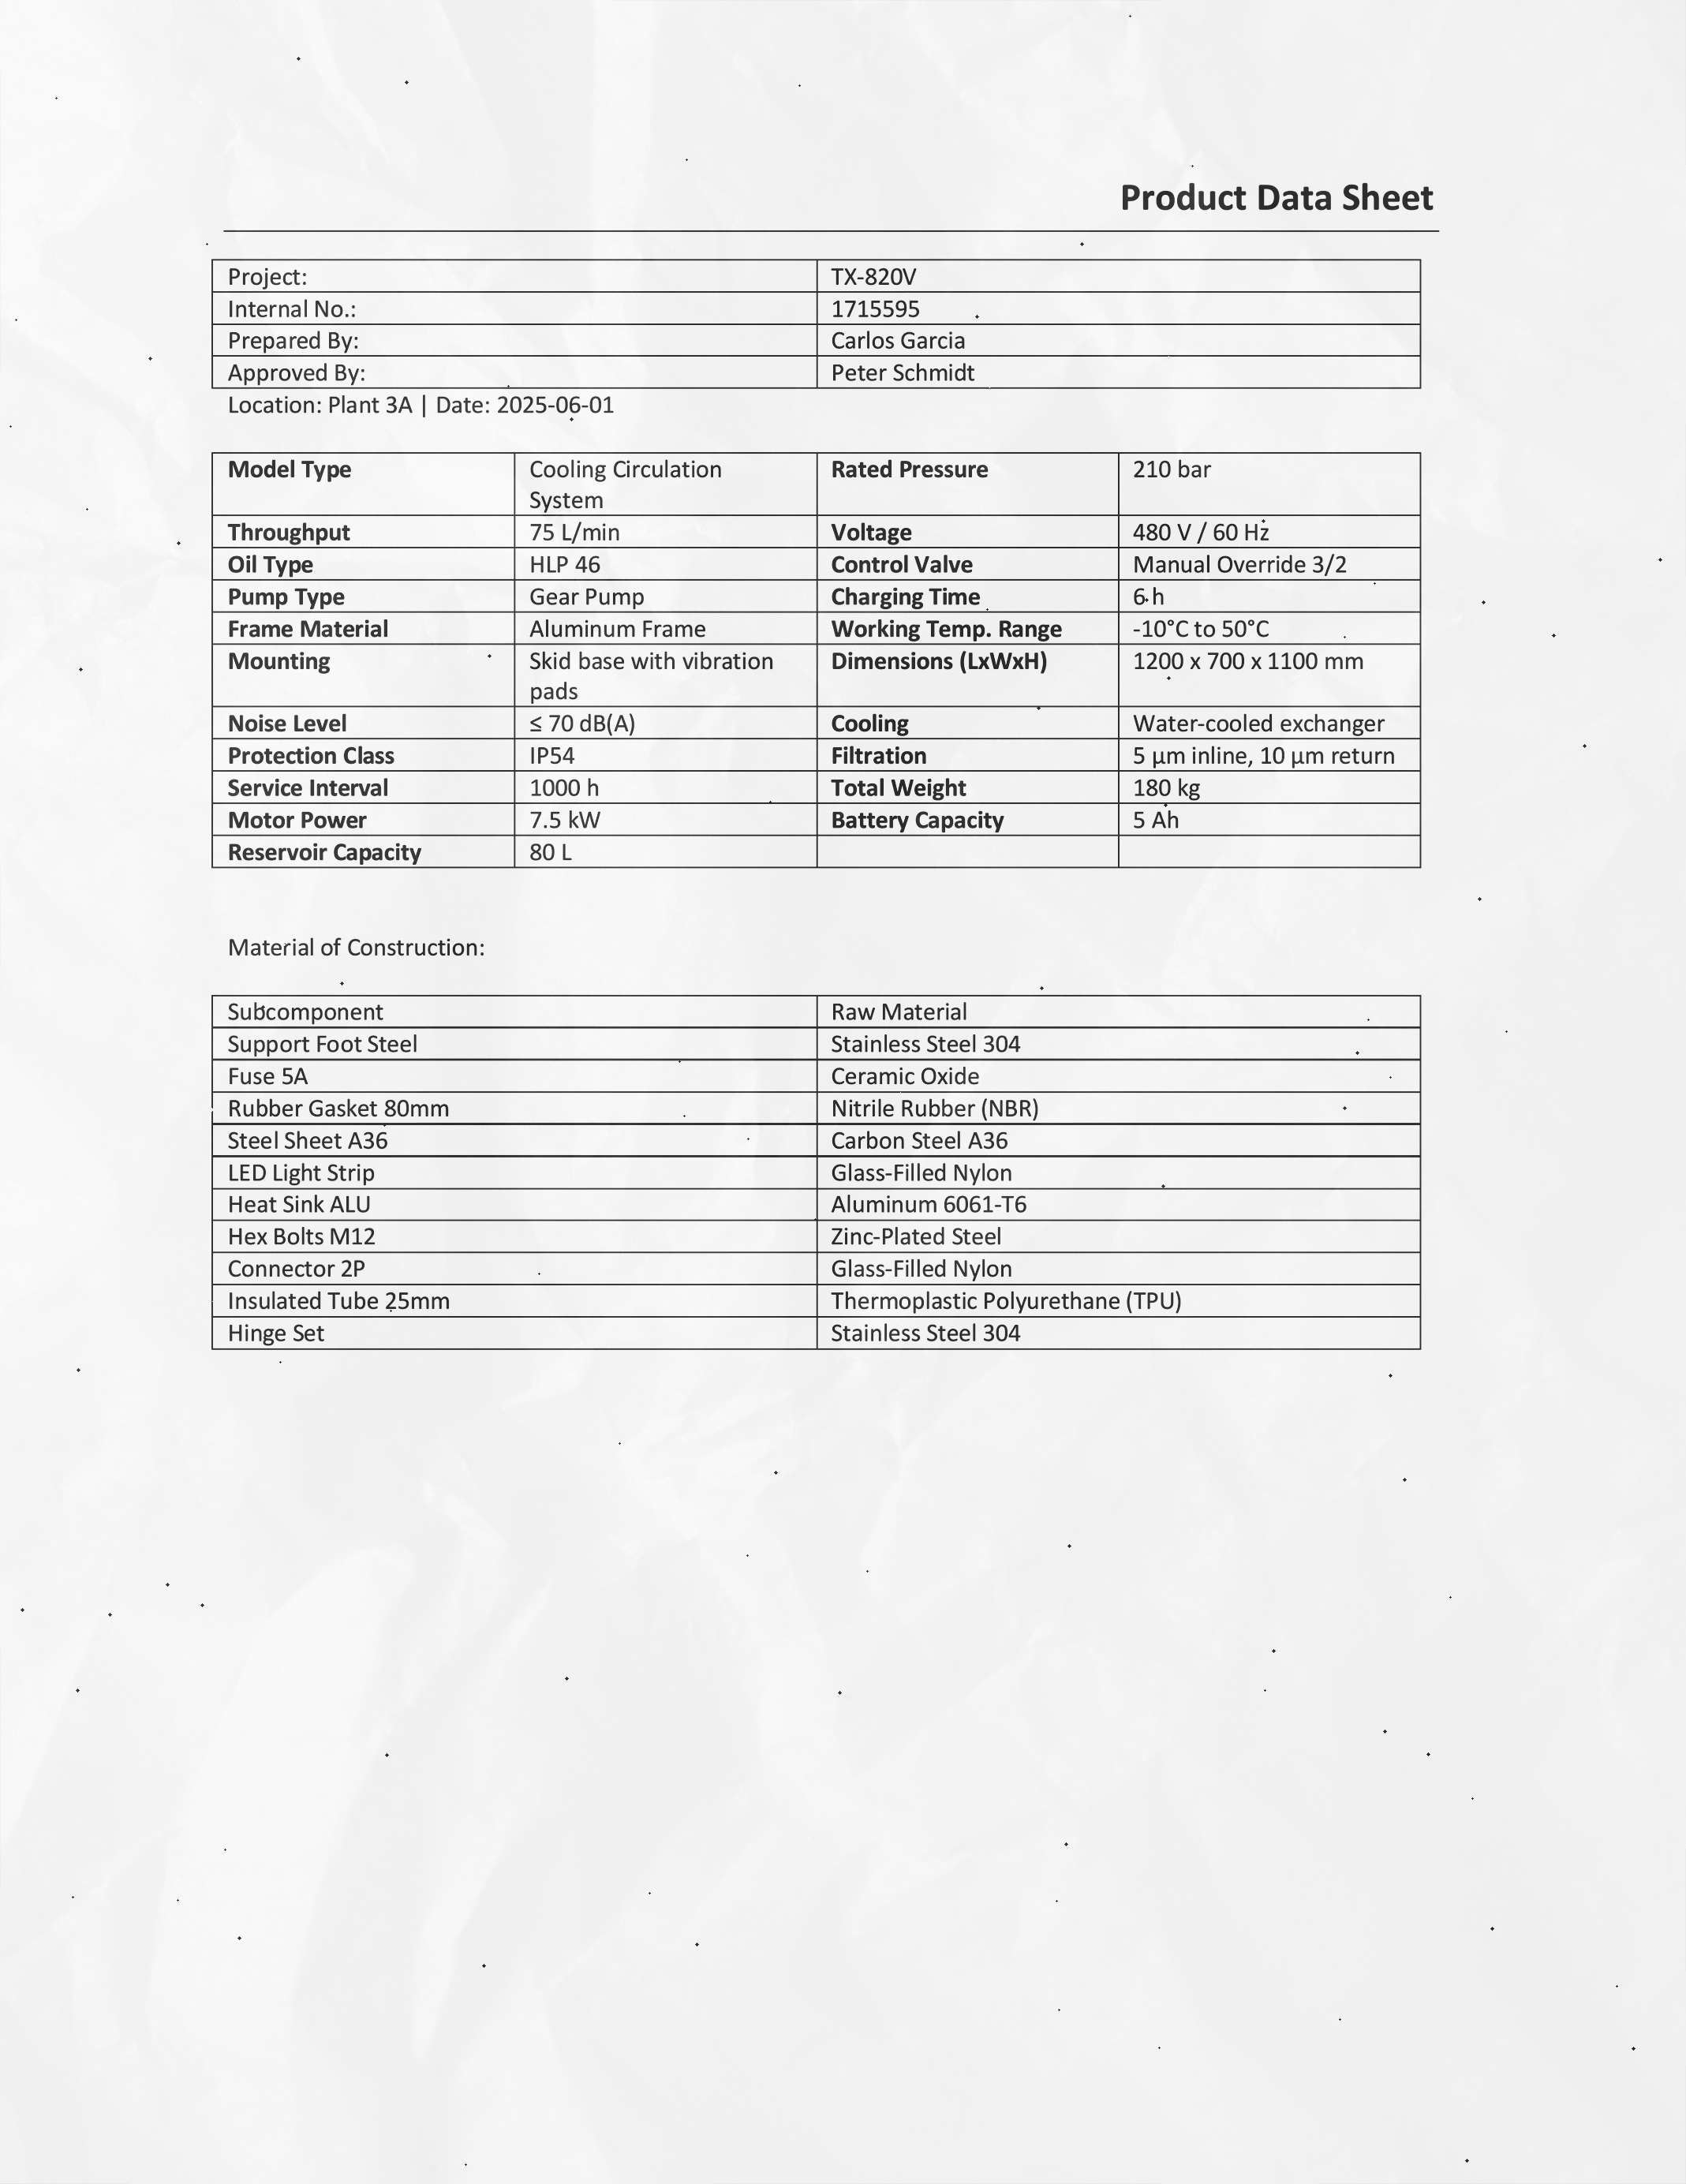 Product Data Sheet
Project: TX-820V
Internal No.: 1715595
Prepared By: Carlos Garcia
Approved By: Peter Schmidt
Location: Plant 3A | Date: 2025-06-01
Model Type Cooling Circulation System Rated Pressure 210 bar
Throughput 75 L/min Voltage 480 V / 60 Hz
Oil Type HLP 46 Control Valve Manual Override 3/2
Pump Type Gear Pump Charging Time 6 h
Frame Material Aluminum Frame Working Temp. Range -10°C to 50°C
Mounting Skid base with vibration pads Dimensions (LxWxH) 1200 x 700 x 1100 mm
Noise Level ≤ 70 dB(A) Cooling Water-cooled exchanger
Protection Class IP54 Filtration 5 µm inline, 10 µm return
Service Interval 1000 h Total Weight 180 kg
Motor Power 7.5 kW Battery Capacity 5 Ah
Reservoir Capacity 80 L
Material of Construction:
Subcomponent Raw Material
Support Foot Steel Stainless Steel 304
Fuse 5A Ceramic Oxide
Rubber Gasket 80mm Nitrile Rubber (NBR)
Steel Sheet A36 Carbon Steel A36
LED Light Strip Glass-Filled Nylon
Heat Sink ALU Aluminum 6061-T6
Hex Bolts M12 Zinc-Plated Steel
Connector 2P Glass-Filled Nylon
Insulated Tube 25mm Thermoplastic Polyurethane (TPU)
Hinge Set Stainless Steel 304